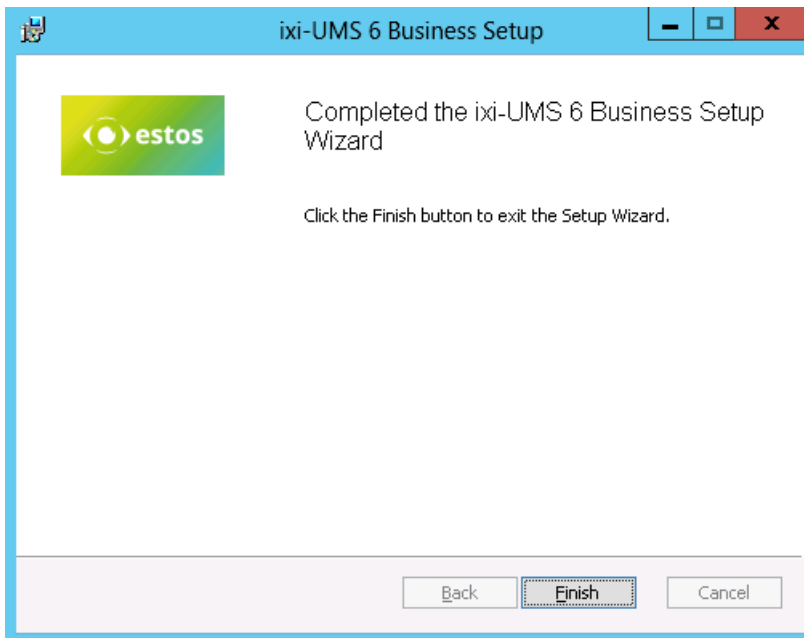 ixi-UMS 6 Business Setup
estos
Completed the ixi-UMS 6 Business Setup
Wizard
Click the Finish button to exit the Setup Wizard.
Back
Finish
Cancel